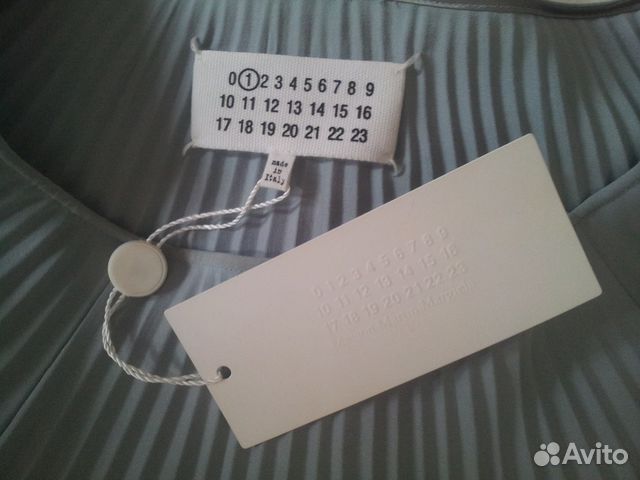 0 1 2 3 4 5 6 7 8 9
10 11 12 13 14 15 16
17 18 19 20 21 22 23
made
in
Italy
0 1 2 3 4 5 6 7 8 9
10 11 12 13 14 15 16
17 18 19 20 21 22 23
Martin Margiela
Avito